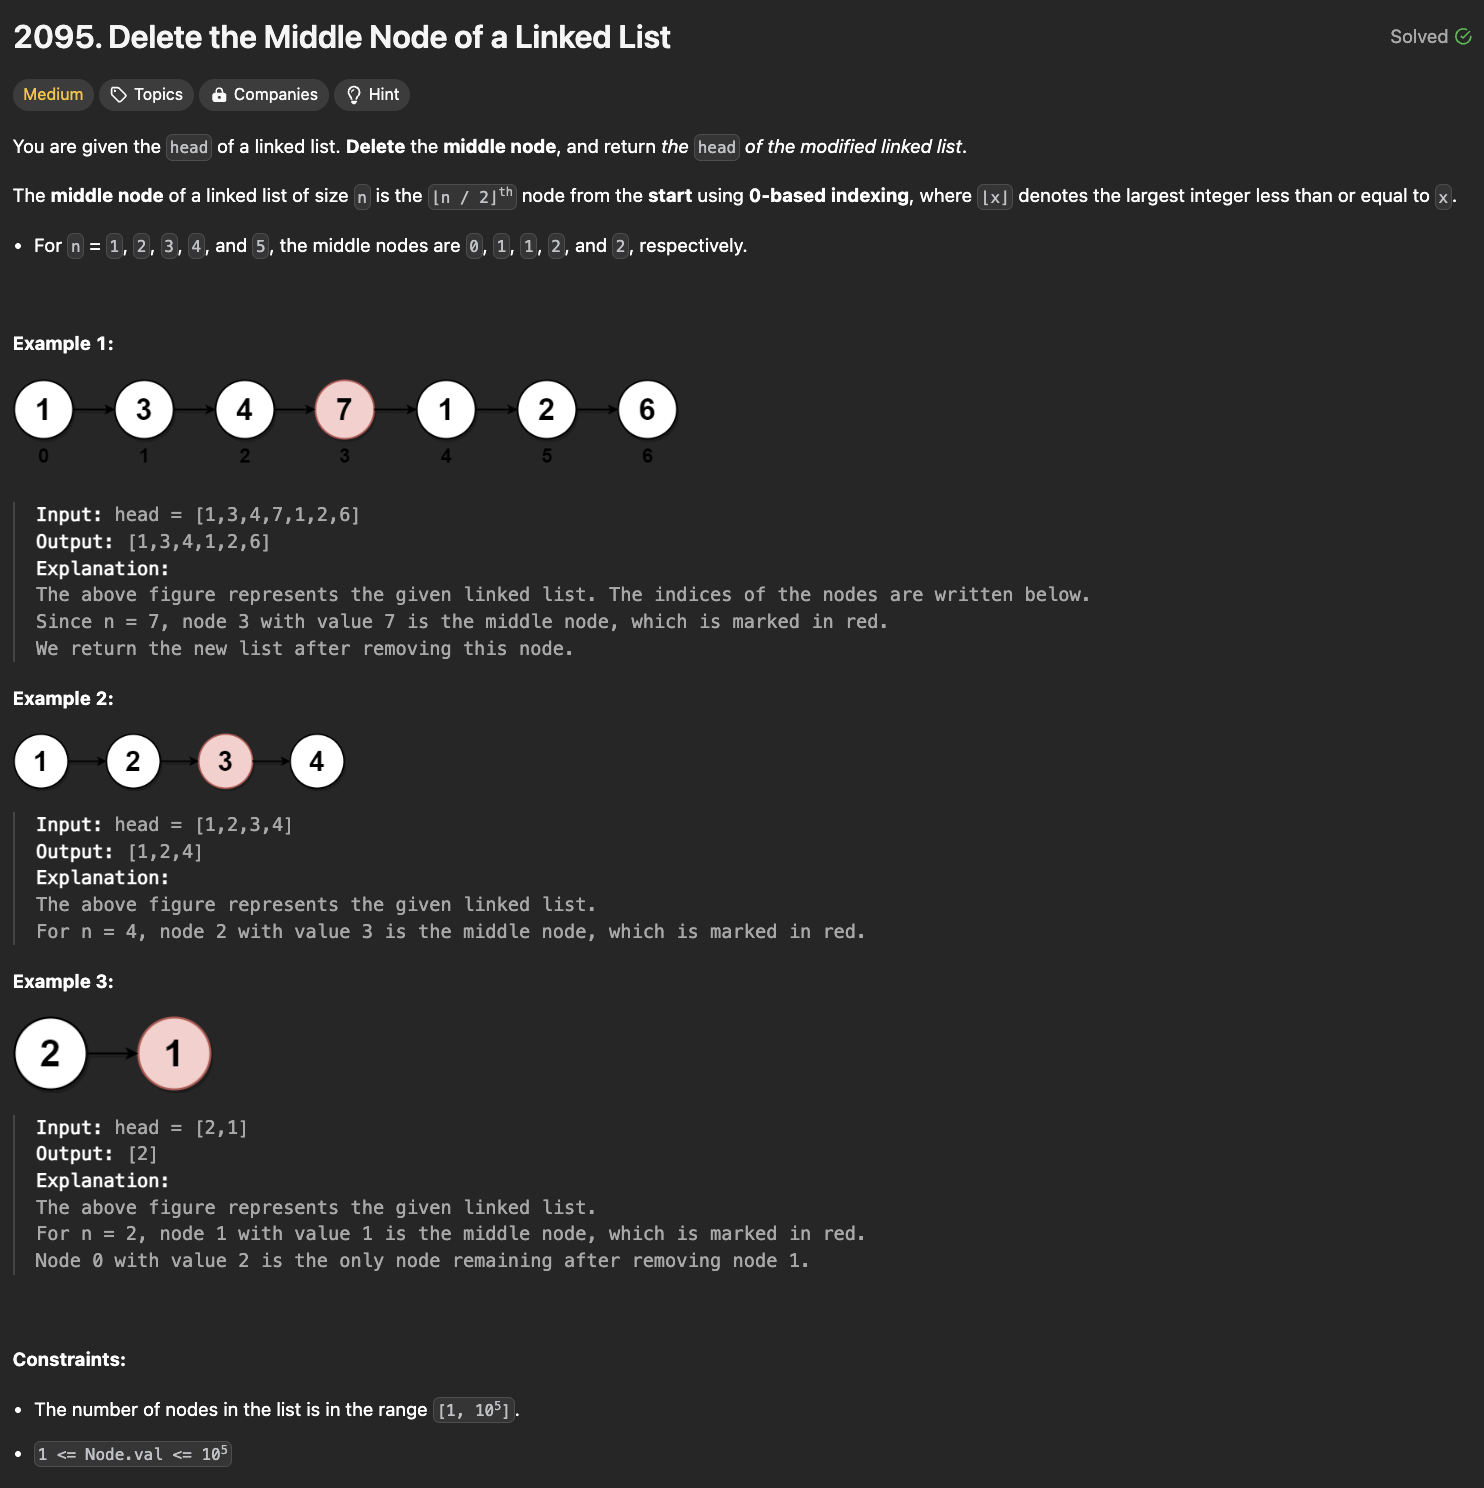 2095. Delete the Middle Node of a Linked List
Solved
Medium Topics Companies Hint
You are given the head of a linked list. Delete the middle node, and return the head of the modified linked list.
The middle node of a linked list of size n is the ⌊n / 2⌋th node from the start using 0-based indexing, where ⌊x⌋ denotes the largest integer less than or equal to x.
• For n = 1, 2, 3, 4, and 5, the middle nodes are 0, 1, 1, 2, and 2, respectively.
Example 1:
1 3 4 7 1 2 6
0 1 2 3 4 5 6
Input: head = [1,3,4,7,1,2,6]
Output: [1,3,4,1,2,6]
Explanation:
The above figure represents the given linked list. The indices of the nodes are written below.
Since n = 7, node 3 with value 7 is the middle node, which is marked in red.
We return the new list after removing this node.
Example 2:
1 2 3 4
Input: head = [1,2,3,4]
Output: [1,2,4]
Explanation:
The above figure represents the given linked list.
For n = 4, node 2 with value 3 is the middle node, which is marked in red.
Example 3:
2 1
Input: head = [2,1]
Output: [2]
Explanation:
The above figure represents the given linked list.
For n = 2, node 1 with value 1 is the middle node, which is marked in red.
Node 0 with value 2 is the only node remaining after removing node 1.
Constraints:
• The number of nodes in the list is in the range [1, 10⁵].
• 1 <= Node.val <= 10⁵